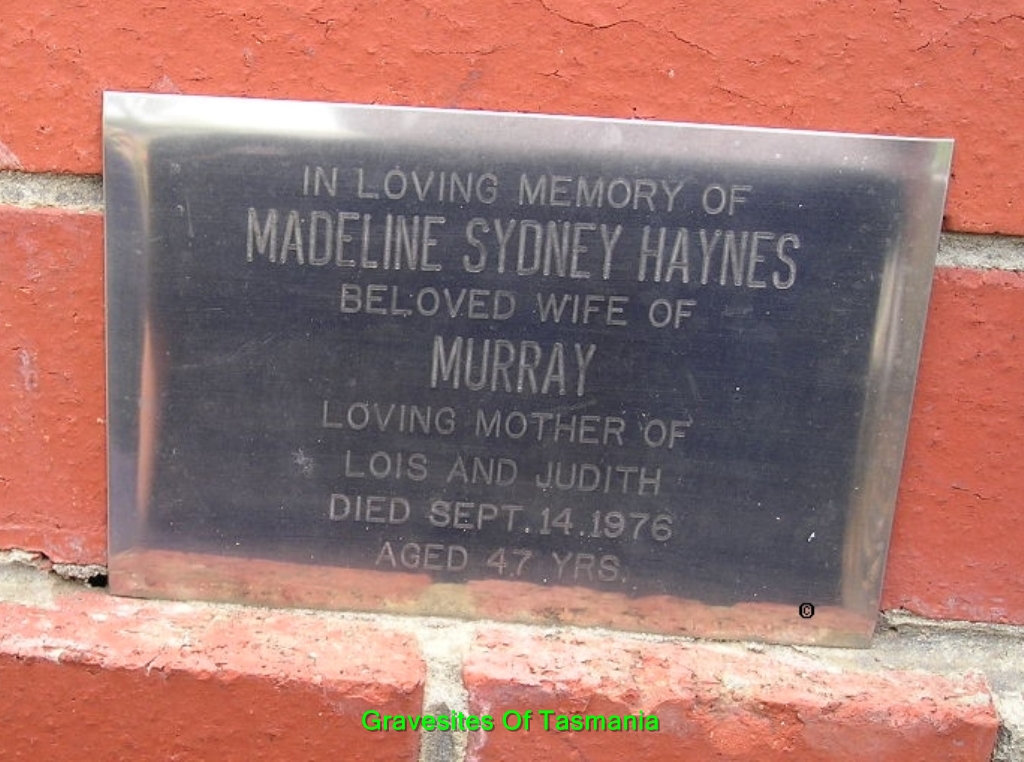 IN LOVING MEMORY OF
MADELINE SYDNEY HAYNES
BELOVED WIFE OF
MURRAY
LOVING MOTHER OF
LOIS AND JUDITH
DIED SEPT. 14. 1976
AGED 47 YRS.
©
Gravesites Of Tasmania